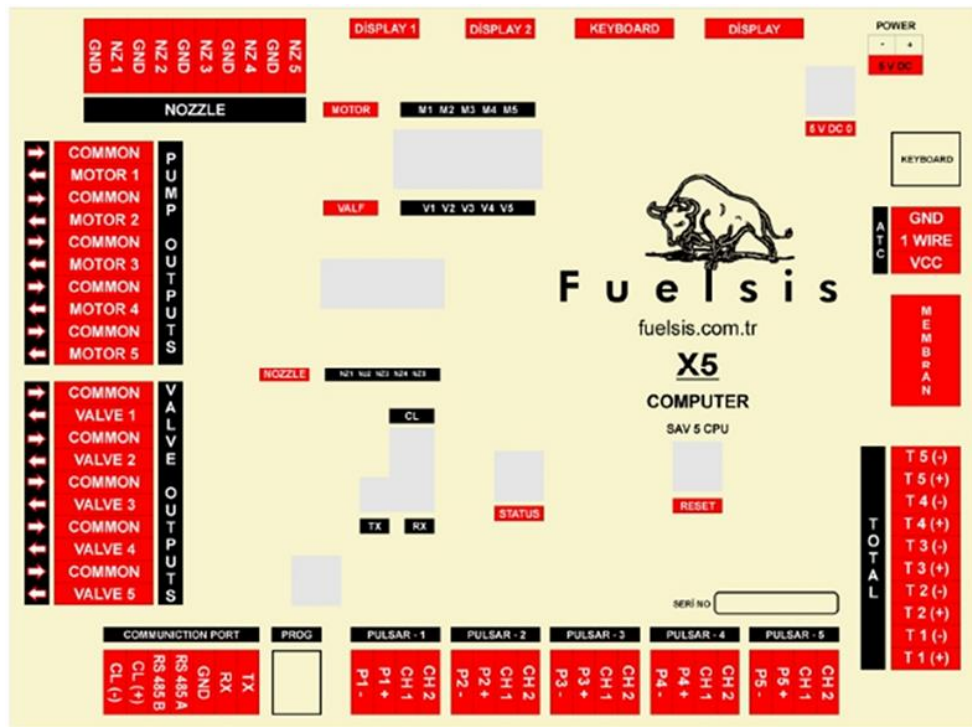 DİSPLAY 1
DİSPLAY 2
KEYBOARD
DİSPLAY
POWER
- +
5 V DC
GND
NZ 1
GND
NZ 2
GND
NZ 3
GND
NZ 4
GND
NZ 5
NOZZLE
MOTOR
M1 M2 M3 M4 M5
5 V DC 0
KEYBOARD
COMMON
MOTOR 1
COMMON
MOTOR 2
COMMON
MOTOR 3
COMMON
MOTOR 4
COMMON
MOTOR 5
PUMP OUTPUTS
VALF
V1 V2 V3 V4 V5
ATC
GND
1 WIRE
VCC
Fuelsis
fuelsis.com.tr
X5
COMPUTER
SAV 5 CPU
MEMBRAN
NOZZLE
NZ1 NU2 NZ3 NZ4 NZ5
COMMON
VALVE 1
COMMON
VALVE 2
COMMON
VALVE 3
COMMON
VALVE 4
COMMON
VALVE 5
VALVE OUTPUTS
CL
TX
RX
STATUS
RESET
TOTAL
T 5 (-)
T 5 (+)
T 4 (-)
T 4 (+)
T 3 (-)
T 3 (+)
T 2 (-)
T 2 (+)
T 1 (-)
T 1 (+)
SERİ NO
COMMUNICTION PORT
CL (-)
CL (+)
RS 485 B
RS 485 A
GND
RX
TX
PROG
PULSAR - 1
P1 -
P1 +
CH 1
CH 2
PULSAR - 2
P2 -
P2 +
CH 1
CH 2
PULSAR - 3
P3 -
P3 +
CH 1
CH 2
PULSAR - 4
P4 -
P4 +
CH 1
CH 2
PULSAR - 5
P5 -
P5 +
CH 1
CH 2